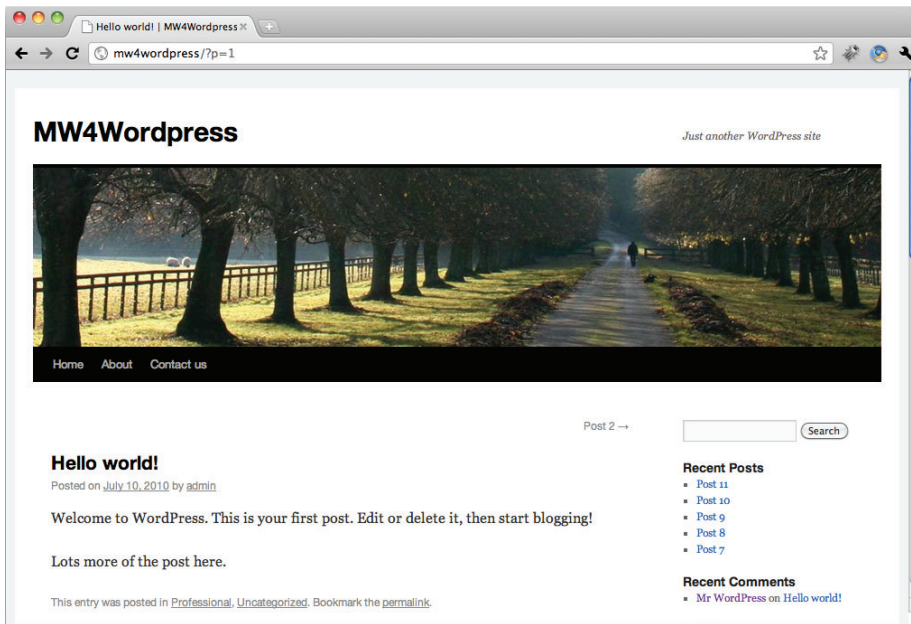 Hello world! | MW4Wordpress
mw4wordpress/?p=1
MW4Wordpress
Just another WordPress site
Home About Contact us
Post 2 →
Search
Hello world!
Posted on July 10, 2010 by admin
Welcome to WordPress. This is your first post. Edit or delete it, then start blogging!
Lots more of the post here.
This entry was posted in Professional, Uncategorized. Bookmark the permalink.
Recent Posts
Post 11
Post 10
Post 9
Post 8
Post 7
Recent Comments
Mr WordPress on Hello world!